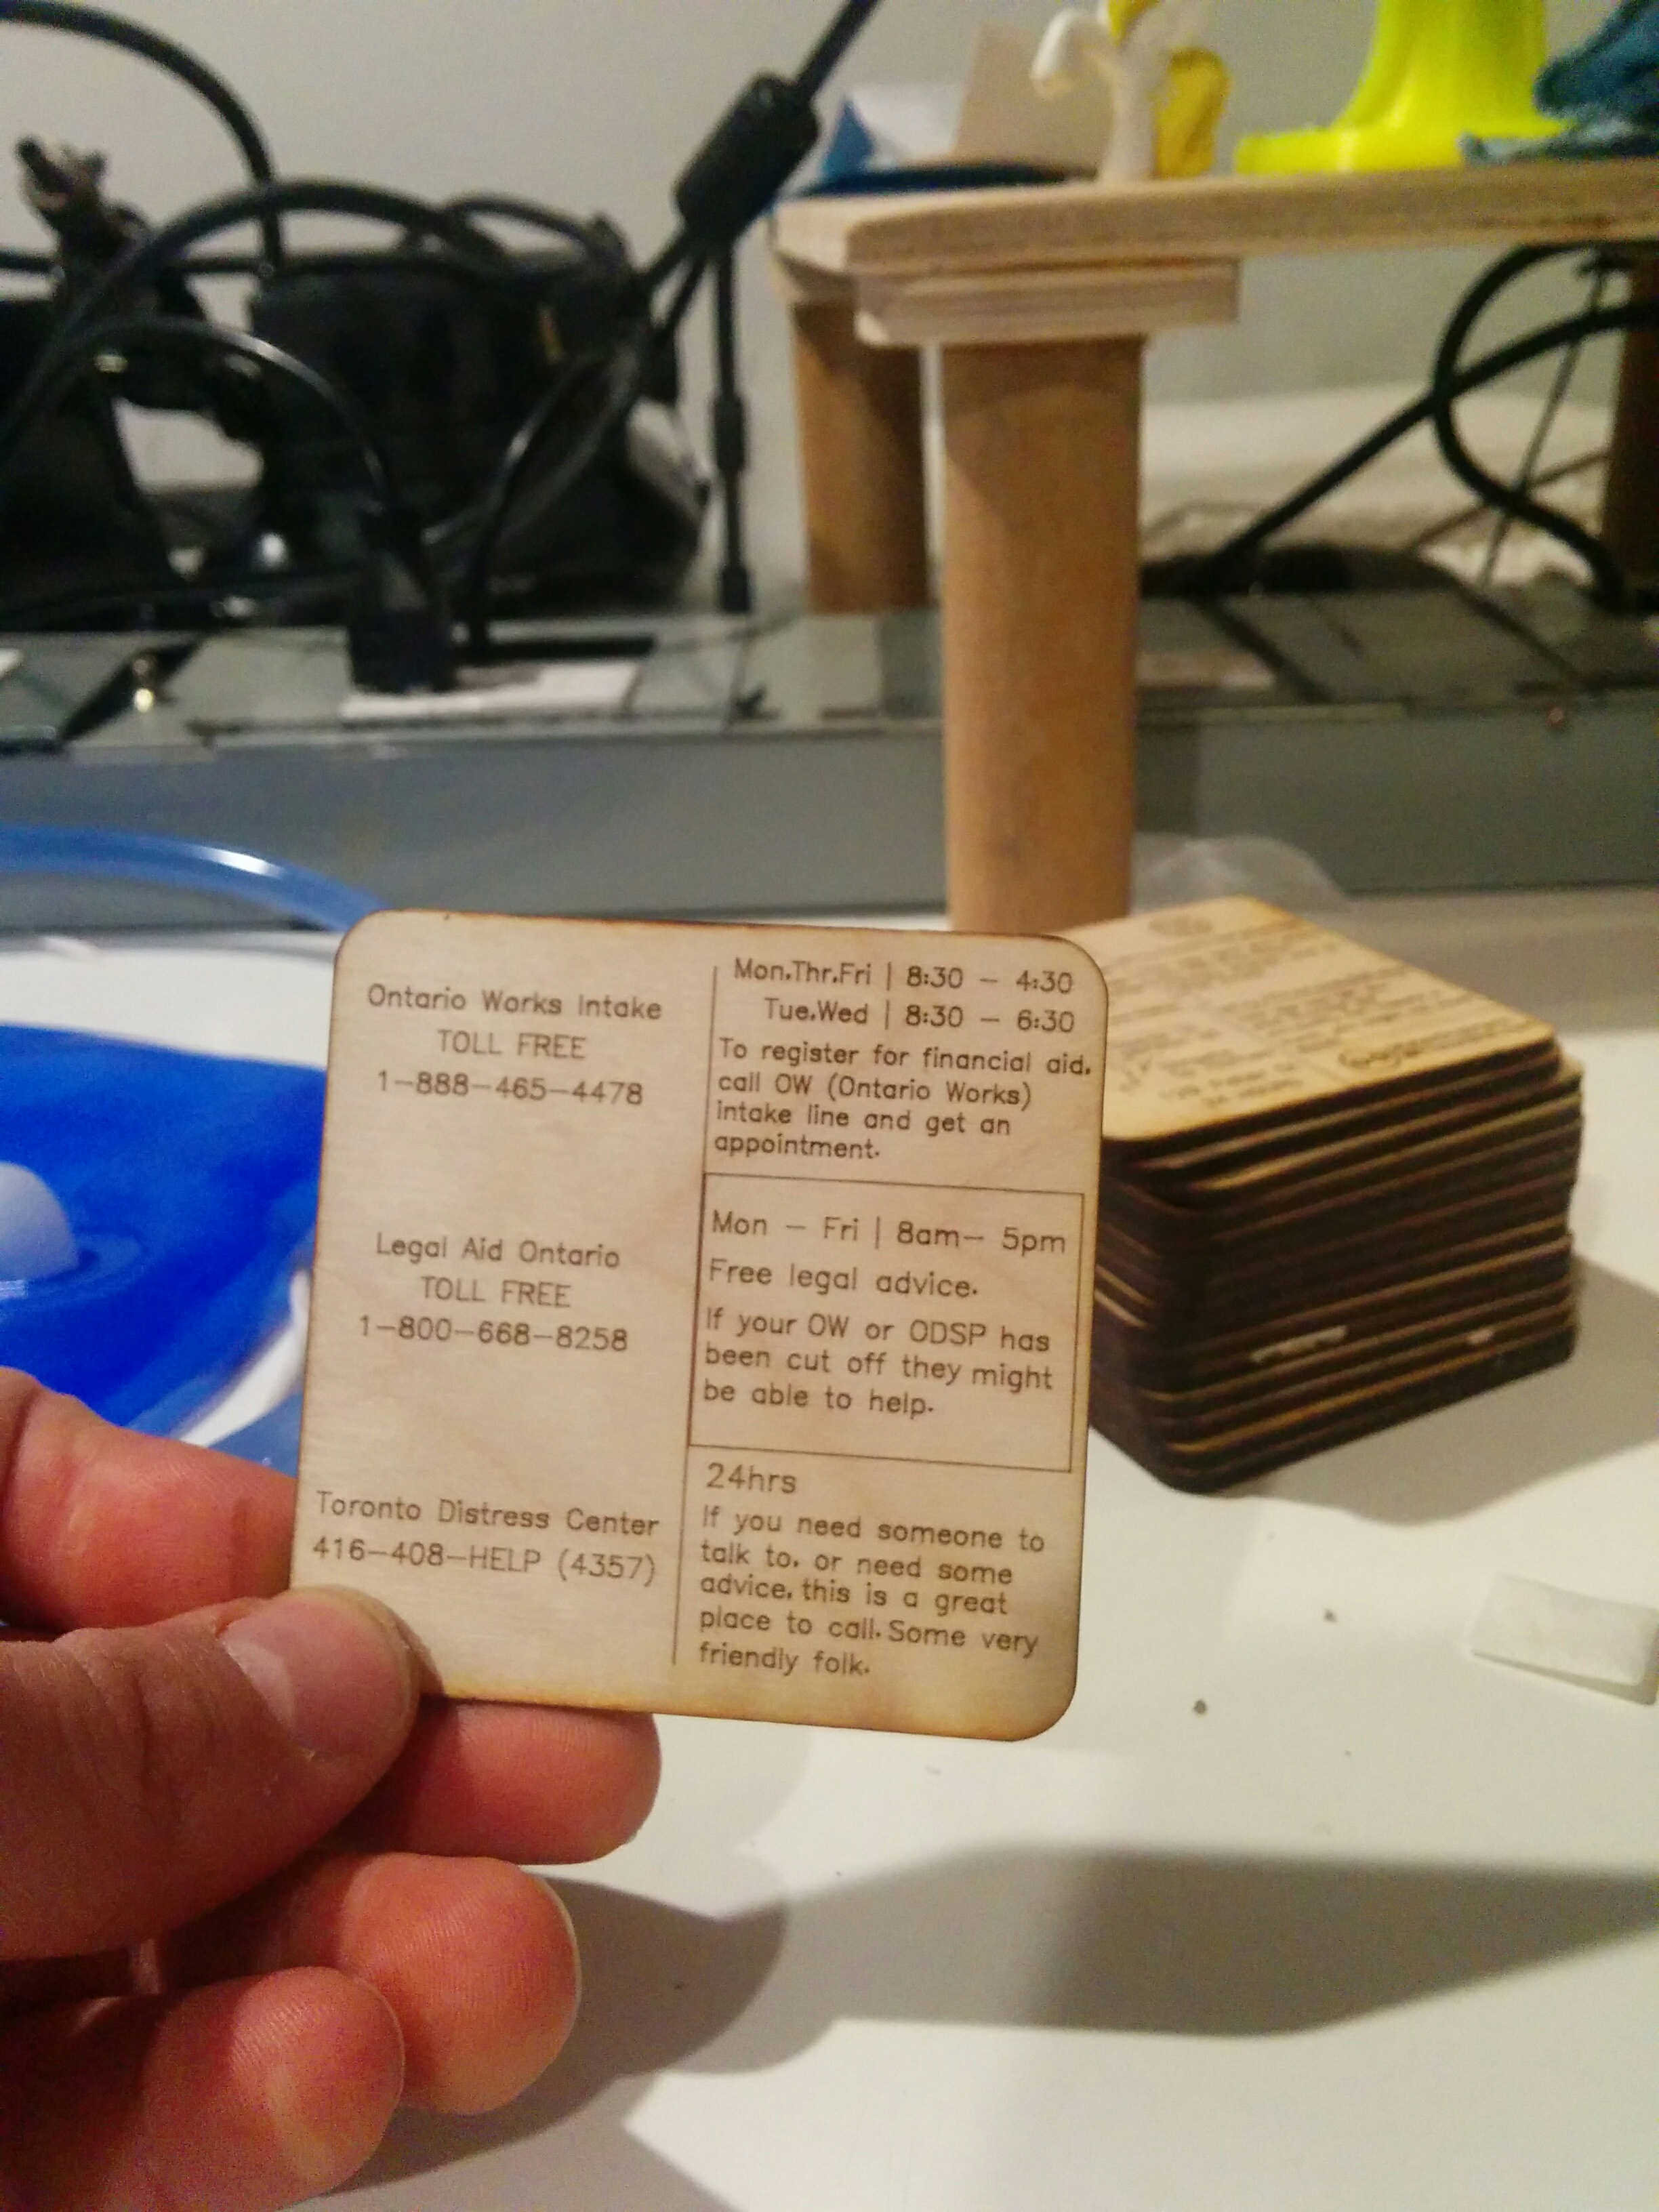 Ontario Works Intake
TOLL FREE
1-888-465-4478
Mon,Thr,Fri | 8:30 - 4:30
Tue,Wed | 8:30 - 6:30
To register for financial aid,
call OW (Ontario Works)
intake line and get an
appointment.
Legal Aid Ontario
TOLL FREE
1-800-668-8258
Mon - Fri | 8am- 5pm
Free legal advice.
If your OW or ODSP has
been cut off they might
be able to help.
Toronto Distress Center
416-408-HELP (4357)
24hrs
If you need someone to
talk to, or need some
advice, this is a great
place to call. Some very
friendly folk.